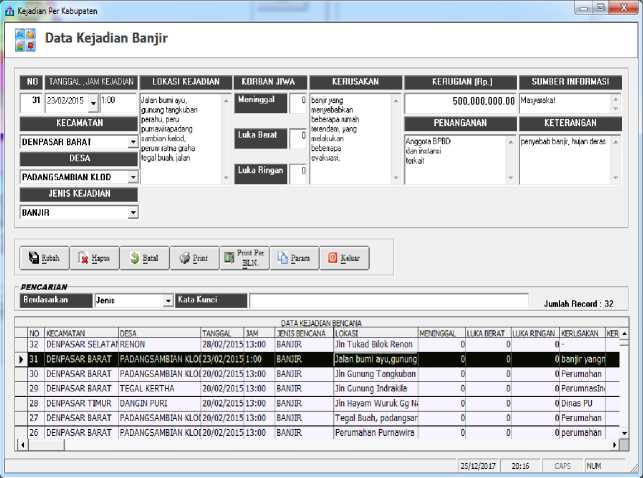 Kejadian Per Kabupaten
Data Kejadian Banjir
NO TANGGAL, JAM KEJADIAN LOKASI KEJADIAN KORBAN JIWA KERUSAKAN KERUGIAN (Rp.) SUMBER INFORMASI
31 23/02/2015 1:00
Jalan bumi ayu,
gunung tangkuban
perahu, peru
purnawirapadang
sambian kelod,
perum ratna graha
tegal buah, jalan
Meninggal 0
Luka Berat 0
Luka Ringan 0
banjir yang
menyebabkan
beberapa rumah
terendam, yang
melakukan
beberapa
evakuasi.
500.000.000.00
Masyarakat
KECAMATAN
DENPASAR BARAT
DESA
PADANGSAMBIAN KLOD
JENIS KEJADIAN
BANJIR
PENANGANAN KETERANGAN
Anggota BPBD
dan instansi
terkait
penyebab banjir, hujan deras
Rubah Hapus Batal Print Print Per BLN. Param Keluar
PENCARIAN
Berdasarkan Jenis Kata Kunci Jumlah Record : 32
DATA KEJADIAN BENCANA
NO KECAMATAN DESA TANGGAL JAM JENIS BENCANA LOKASI MENINGGAL LUKA BERAT LUKA RINGAN KERUSAKAN KER
32 DENPASAR SELATAN RENON 28/02/2015 13:00 BANJIR Jln Tukad Bilok Renon 0 0 0 -
31 DENPASAR BARAT PADANGSAMBIAN KLOD 23/02/2015 1:00 BANJIR Jalan bumi ayu,gunung 0 0 0 banjir yang
30 DENPASAR BARAT PADANGSAMBIAN KLOD 20/02/2015 13:00 BANJIR Jln Gunung Tangkuban 0 0 0 Perumahan
29 DENPASAR BARAT TEGAL KERTHA 20/02/2015 13:00 BANJIR Jln Gunung Indrakila 0 0 0
28 DENPASAR TIMUR DANGIN PURI 20/02/2015 13:00 BANJIR Jln Hayam Wuruk Gg 0 0 0 Dinas PU
27 DENPASAR BARAT PADANGSAMBIAN KLOD 20/02/2015 13:00 BANJIR Tegal Buah, padangsar 0 0 0 perumahan
26 DENPASAR BARAT PADANGSAMBIAN KLOD 20/02/2015 13:00 BANJIR Perumahan Purnawira 0 0 0 perumahan
25/12/2017 20:16 CAPS NUM